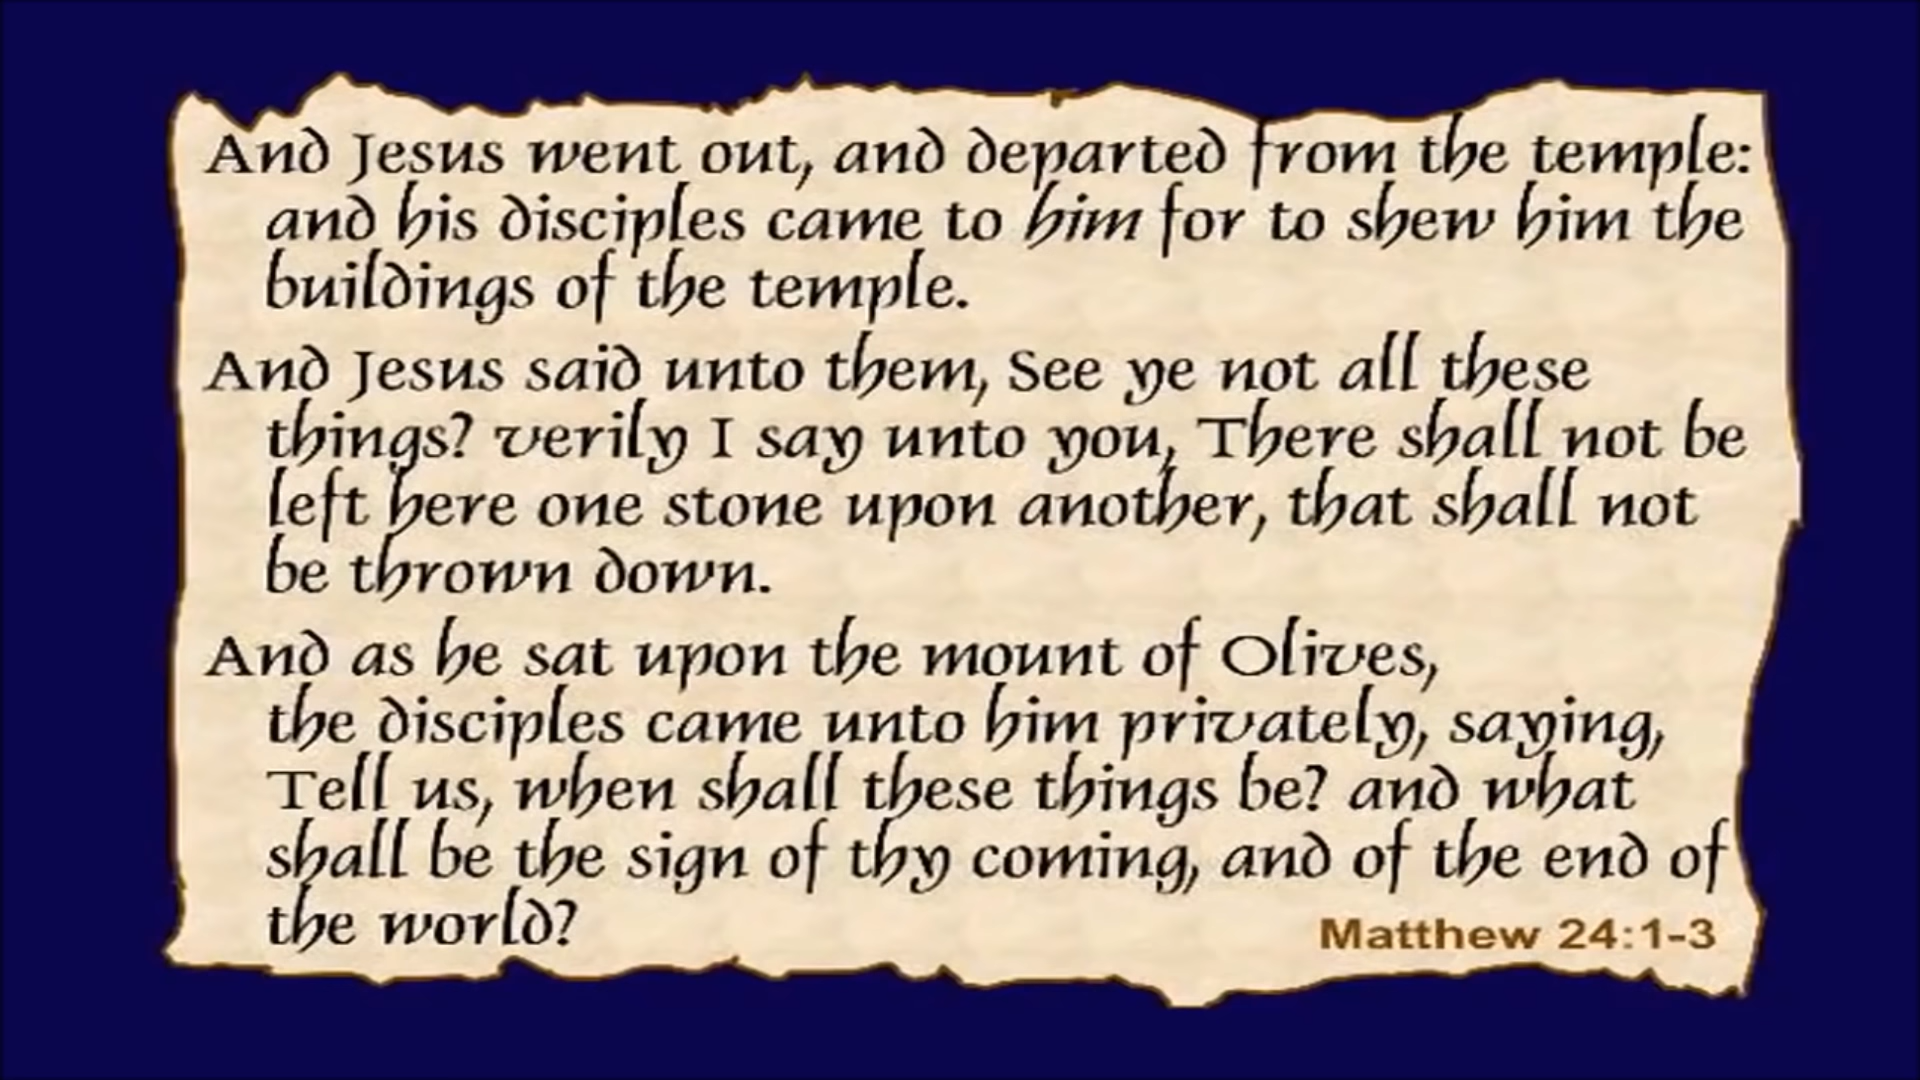 And Jesus went out, and departed from the temple:
and his disciples came to him for to shew him the
buildings of the temple.
And Jesus said unto them, See ye not all these
things? verily I say unto you, There shall not be
left here one stone upon another, that shall not
be thrown down.
And as he sat upon the mount of Olives,
the disciples came unto him privately, saying,
Tell us, when shall these things be? and what
shall be the sign of thy coming, and of the end of
the world?
Matthew 24:1-3